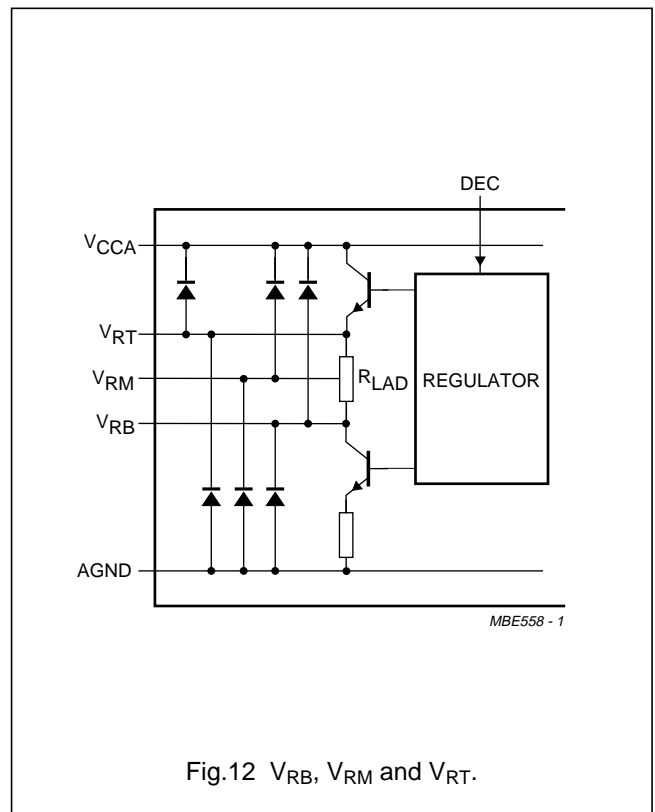 DEC
VCCA
VRT
VRM
RLAD
REGULATOR
VRB
AGND
MBE558 - 1
Fig.12 VRB, VRM and VRT.